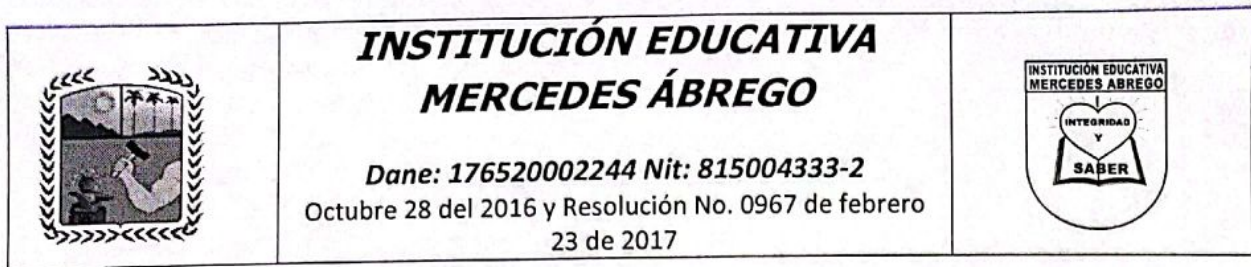 INSTITUCIÓN EDUCATIVA
MERCEDES ÁBREGO
Dane: 176520002244 Nit: 815004333-2
Octubre 28 del 2016 y Resolución No. 0967 de febrero
23 de 2017
INSTITUCIÓN EDUCATIVA
MERCEDES ABREGO
INTEGRIDAD
Y
SABER